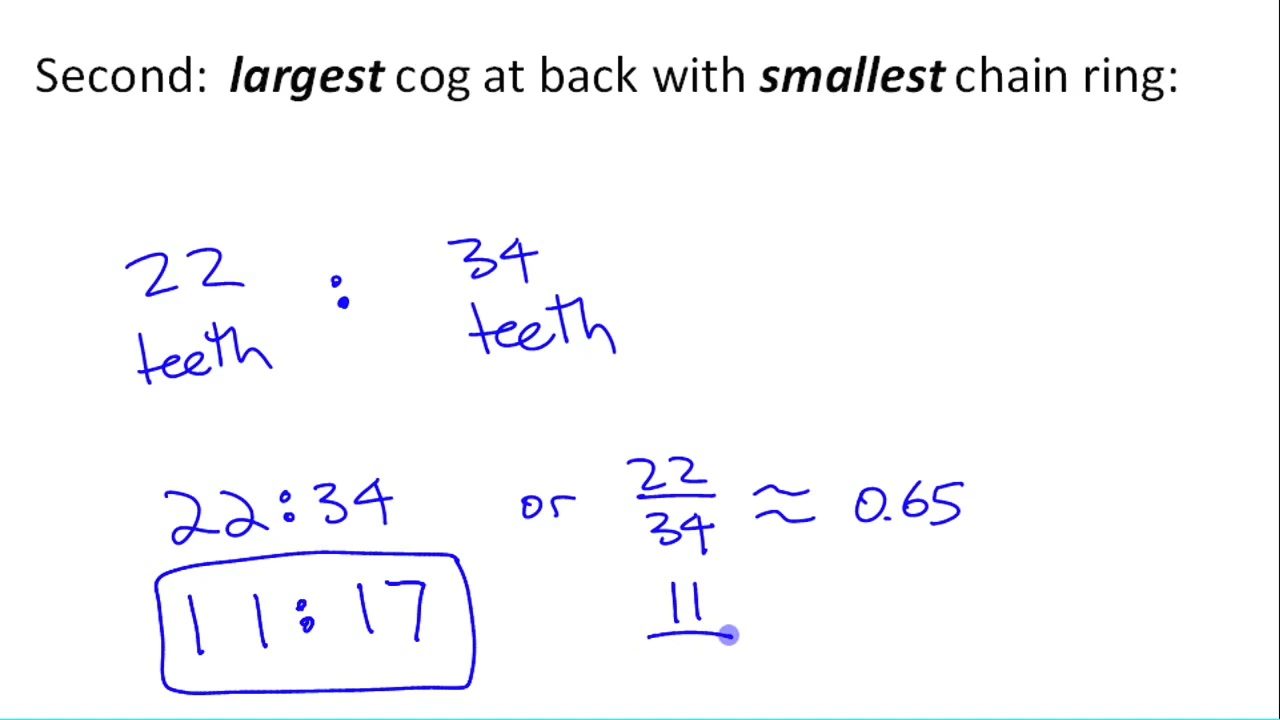 Second: largest cog at back with smallest chain ring:
22 : 34
teeth teeth
22:34 or 22/34 ≈ 0.65
11:17 11